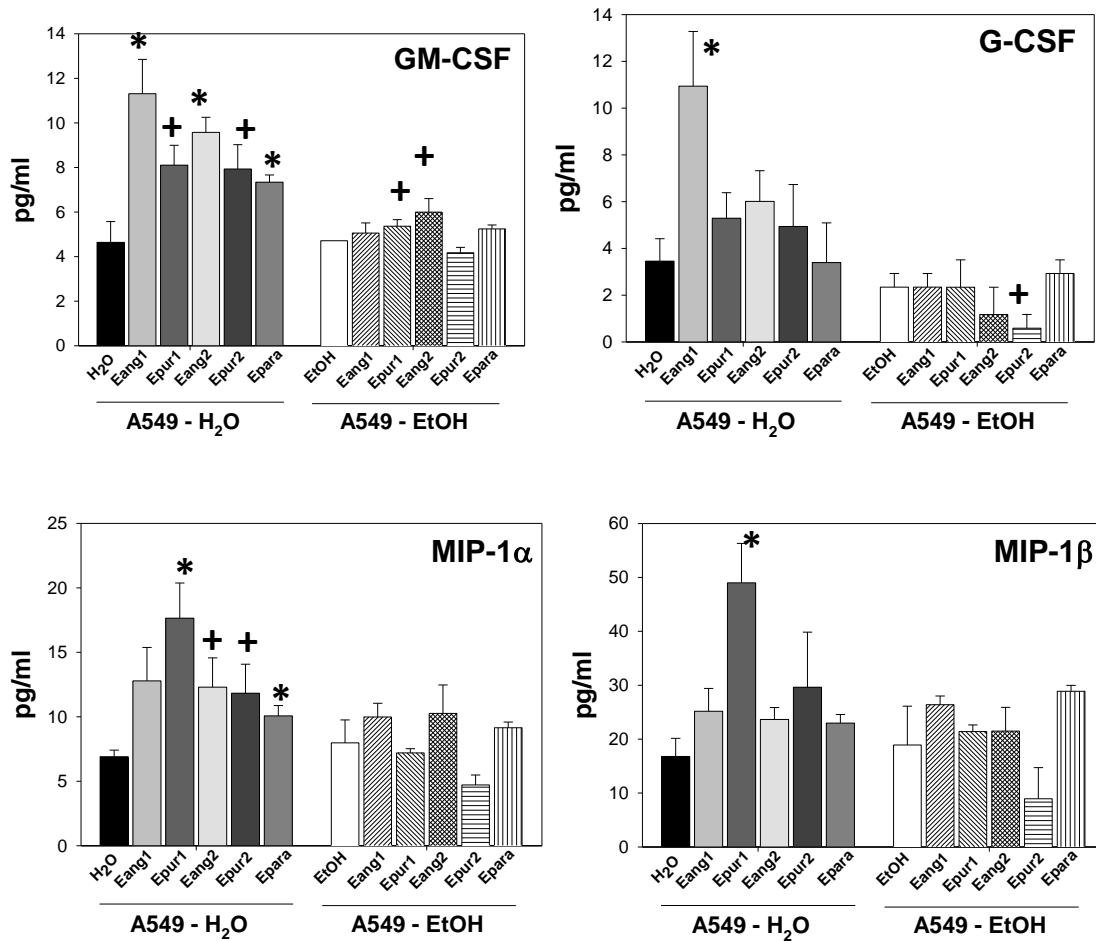 GM-CSF
pg/ml
14
12
10
8
6
4
2
0
* + * + * + +
H₂O Eang1 Epur1 Eang2 Epur2 Epara EtOH Eang1 Epur1 Eang2 Epur2 Epara
A549 - H₂O A549 - EtOH
G-CSF
pg/ml
14
12
10
8
6
4
2
0
* +
H₂O Eang1 Epur1 Eang2 Epur2 Epara EtOH Eang1 Epur1 Eang2 Epur2 Epara
A549 - H₂O A549 - EtOH
MIP-1α
pg/ml
25
20
15
10
5
0
* + + *
H₂O Eang1 Epur1 Eang2 Epur2 Epara EtOH Eang1 Epur1 Eang2 Epur2 Epara
A549 - H₂O A549 - EtOH
MIP-1β
pg/ml
60
50
40
30
20
10
0
*
H₂O Eang1 Epur1 Eang2 Epur2 Epara EtOH Eang1 Epur1 Eang2 Epur2 Epara
A549 - H₂O A549 - EtOH